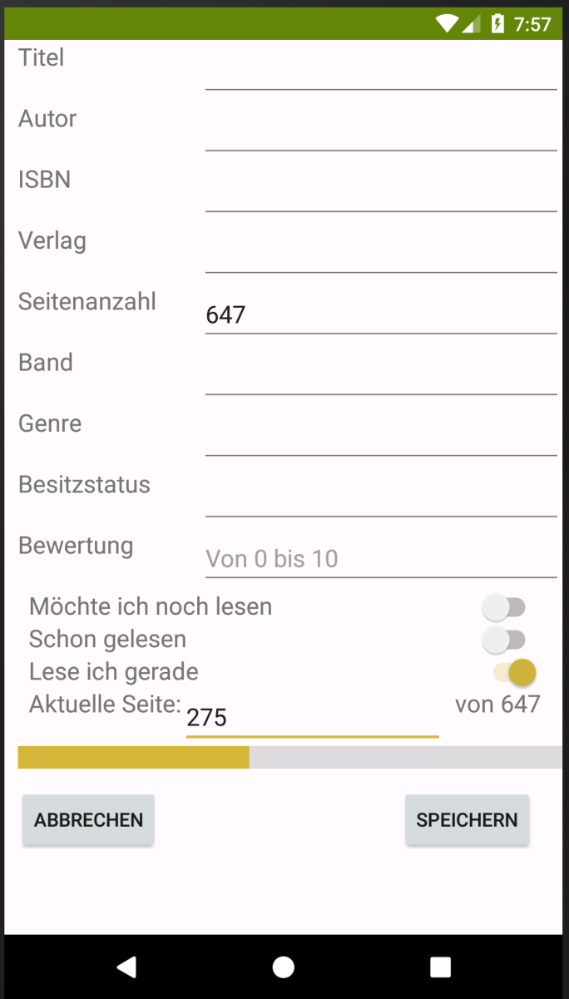 7:57
Titel
Autor
ISBN
Verlag
Seitenanzahl
647
Band
Genre
Besitzstatus
Bewertung
Von 0 bis 10
Möchte ich noch lesen
Schon gelesen
Lese ich gerade
Aktuelle Seite: 275 von 647
ABBRECHEN SPEICHERN